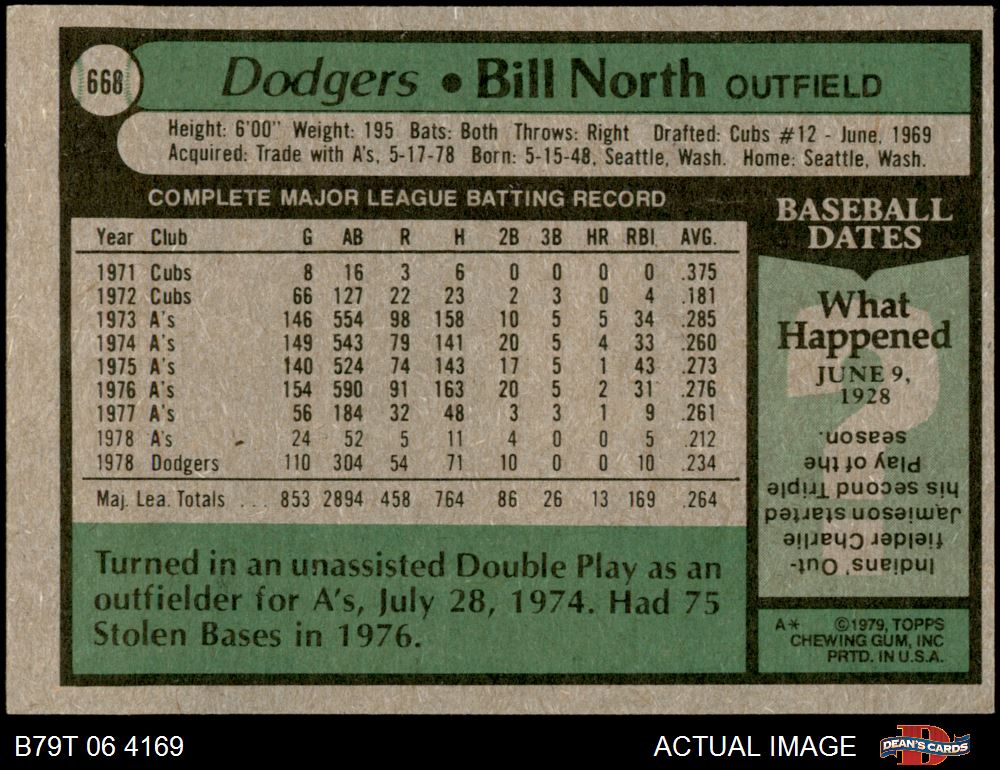 668
Dodgers • Bill North OUTFIELD
Height: 6'00" Weight: 195 Bats: Both Throws: Right Drafted: Cubs #12 - June, 1969
Acquired: Trade with A's, 5-17-78 Born: 5-15-48, Seattle, Wash. Home: Seattle, Wash.
COMPLETE MAJOR LEAGUE BATTING RECORD
Year Club G AB R H 2B 3B HR RBI AVG.
1971 Cubs 8 16 3 6 0 0 0 0 .375
1972 Cubs 66 127 22 23 2 3 0 4 .181
1973 A's 146 554 98 158 10 5 5 34 .285
1974 A's 149 543 79 141 20 5 4 33 .260
1975 A's 140 524 74 143 17 5 1 43 .273
1976 A's 154 590 91 163 20 5 2 31 .276
1977 A's 56 184 32 48 3 3 1 9 .261
1978 A's 24 52 5 11 4 0 0 5 .212
1978 Dodgers 110 304 54 71 10 0 0 10 .234
Maj. Lea. Totals ... 853 2894 458 764 86 26 13 169 .264
Turned in an unassisted Double Play as an
outfielder for A's, July 28, 1974. Had 75
Stolen Bases in 1976.
BASEBALL
DATES
What
Happened
JUNE 9,
1928
Indians' Out-
fielder Charlie
Jamieson started
his second Triple
Play of the
season.
A* ©1979, TOPPS
CHEWING GUM, INC
PRTD. IN U.S.A.
B79T 06 4169
ACTUAL IMAGE
DEAN'S CARDS